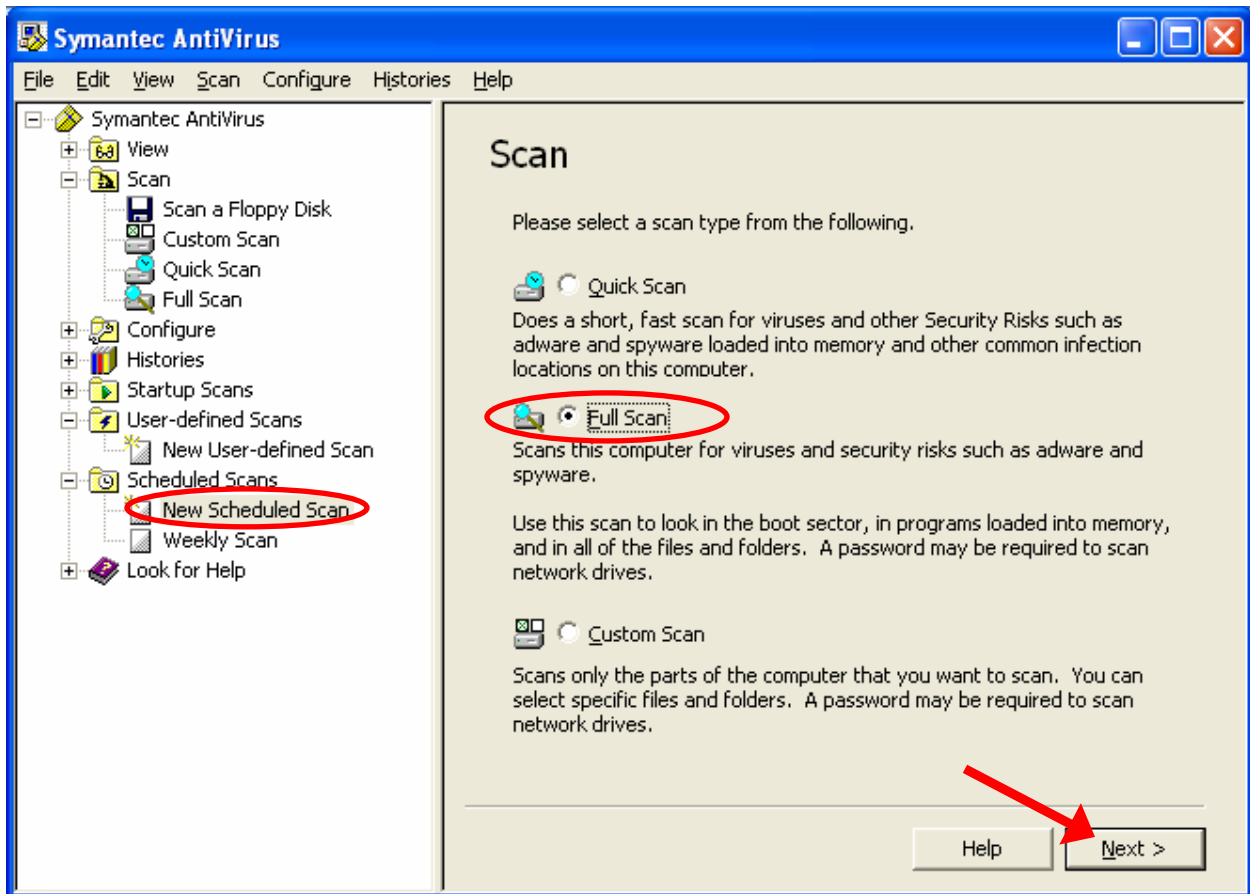 Symantec AntiVirus
File Edit View Scan Configure Histories Help
Symantec AntiVirus
View
Scan
Scan a Floppy Disk
Custom Scan
Quick Scan
Full Scan
Configure
Histories
Startup Scans
User-defined Scans
New User-defined Scan
Scheduled Scans
New Scheduled Scan
Weekly Scan
Look for Help
Scan
Please select a scan type from the following.
Quick Scan
Does a short, fast scan for viruses and other Security Risks such as
adware and spyware loaded into memory and other common infection
locations on this computer.
Full Scan
Scans this computer for viruses and security risks such as adware and
spyware.
Use this scan to look in the boot sector, in programs loaded into memory,
and in all of the files and folders. A password may be required to scan
network drives.
Custom Scan
Scans only the parts of the computer that you want to scan. You can
select specific files and folders. A password may be required to scan
network drives.
Help
Next >